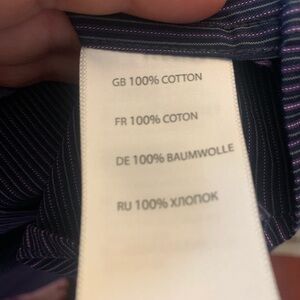 GB 100% COTTON
FR 100% COTON
DE 100% BAUMWOLLE
RU 100% ХЛОПОК